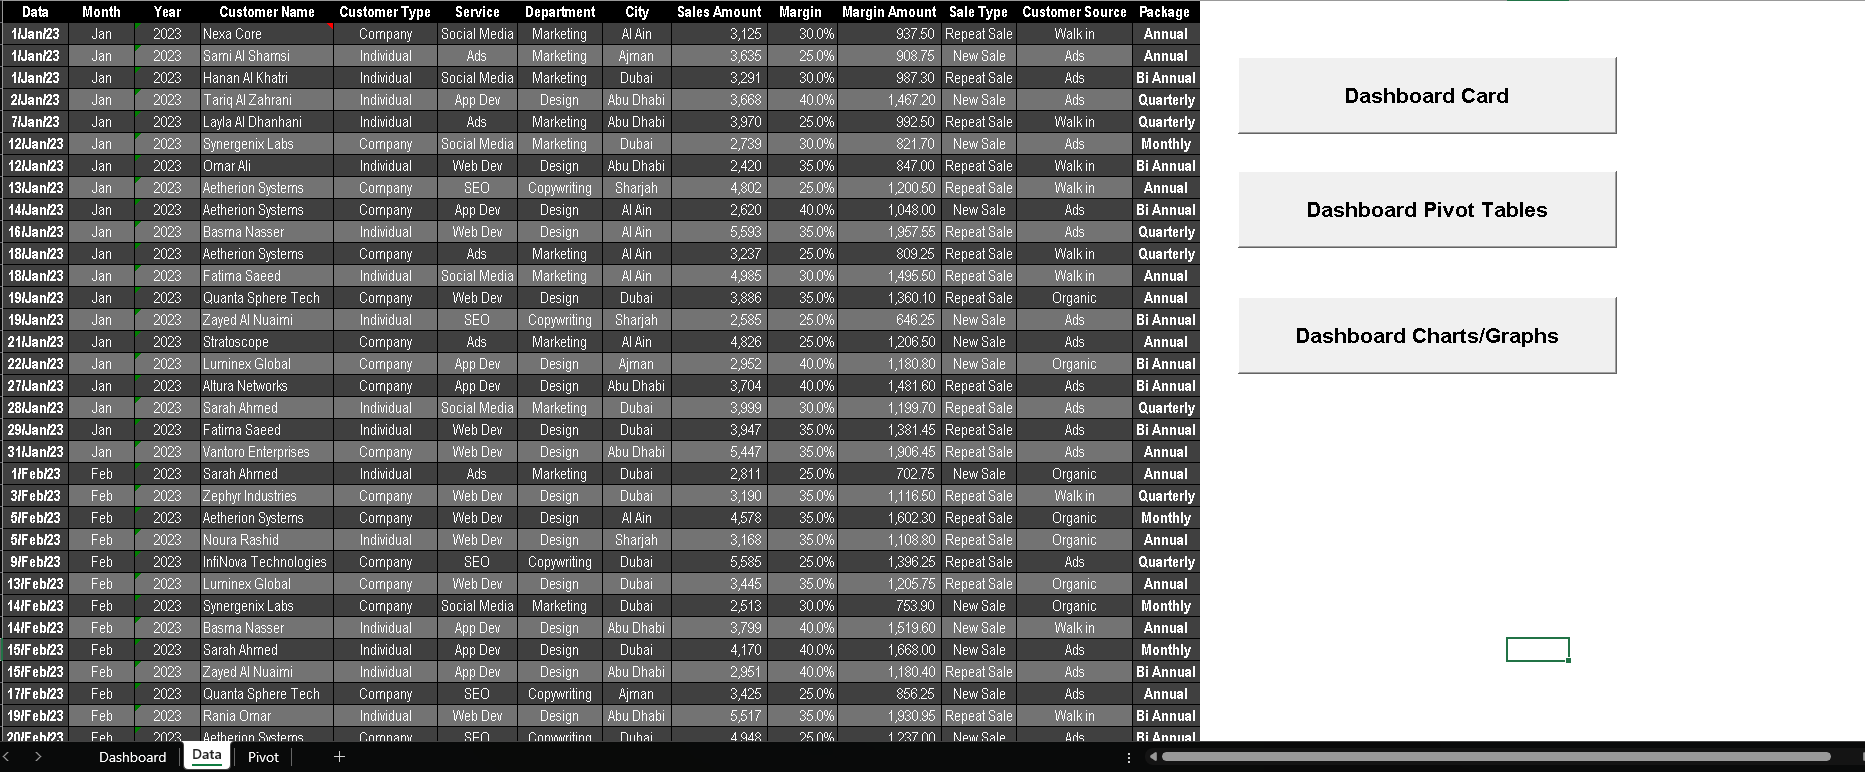 Data Month Year Customer Name Customer Type Service Department City Sales Amount Margin Margin Amount Sale Type Customer Source Package
1/Jan/23 Jan 2023 Nexa Core Company Social Media Marketing Al Ain 3,125 30.0% 937.50 Repeat Sale Walk in Annual
1/Jan/23 Jan 2023 Sami Al Shamsi Individual Ads Marketing Ajman 3,635 25.0% 908.75 New Sale Ads Annual
1/Jan/23 Jan 2023 Hanan Al Khatri Individual Social Media Marketing Dubai 3,291 30.0% 987.30 Repeat Sale Ads Bi Annual
2/Jan/23 Jan 2023 Tariq Al Zahrani Individual App Dev Design Abu Dhabi 3,668 40.0% 1,467.20 New Sale Ads Quarterly
7/Jan/23 Jan 2023 Layla Al Dhanhani Individual Ads Marketing Abu Dhabi 3,970 25.0% 992.50 Repeat Sale Walk in Quarterly
12/Jan/23 Jan 2023 Synergenix Labs Company Social Media Marketing Dubai 2,739 30.0% 821.70 New Sale Ads Monthly
12/Jan/23 Jan 2023 Omar Ali Individual Web Dev Design Abu Dhabi 2,420 35.0% 847.00 Repeat Sale Walk in Bi Annual
13/Jan/23 Jan 2023 Aetherion Systems Company SEO Copywriting Sharjah 4,802 25.0% 1,200.50 Repeat Sale Walk in Annual
14/Jan/23 Jan 2023 Aetherion Systems Company App Dev Design Al Ain 2,620 40.0% 1,048.00 New Sale Ads Bi Annual
16/Jan/23 Jan 2023 Basma Nasser Individual Web Dev Design Al Ain 5,593 35.0% 1,957.55 Repeat Sale Ads Quarterly
18/Jan/23 Jan 2023 Aetherion Systems Company Ads Marketing Al Ain 3,237 25.0% 809.25 Repeat Sale Walk in Quarterly
18/Jan/23 Jan 2023 Fatima Saeed Individual Social Media Marketing Al Ain 4,985 30.0% 1,495.50 Repeat Sale Walk in Annual
19/Jan/23 Jan 2023 Quanta Sphere Tech Company Web Dev Design Dubai 3,886 35.0% 1,360.10 Repeat Sale Organic Annual
19/Jan/23 Jan 2023 Zayed Al Nuaimi Individual SEO Copywriting Sharjah 2,585 25.0% 646.25 New Sale Ads Bi Annual
21/Jan/23 Jan 2023 Stratoscope Company Ads Marketing Al Ain 4,826 25.0% 1,206.50 New Sale Ads Annual
22/Jan/23 Jan 2023 Luminex Global Company App Dev Design Ajman 2,952 40.0% 1,180.80 New Sale Organic Bi Annual
27/Jan/23 Jan 2023 Altura Networks Company App Dev Design Abu Dhabi 3,704 40.0% 1,481.60 Repeat Sale Ads Bi Annual
28/Jan/23 Jan 2023 Sarah Ahmed Individual Social Media Marketing Dubai 3,999 30.0% 1,199.70 Repeat Sale Ads Quarterly
29/Jan/23 Jan 2023 Fatima Saeed Individual Web Dev Design Dubai 3,947 35.0% 1,381.45 Repeat Sale Ads Bi Annual
31/Jan/23 Jan 2023 Vantoro Enterprises Company Web Dev Design Abu Dhabi 5,447 35.0% 1,906.45 Repeat Sale Ads Annual
1/Feb/23 Feb 2023 Sarah Ahmed Individual Ads Marketing Dubai 2,811 25.0% 702.75 New Sale Organic Annual
3/Feb/23 Feb 2023 Zephyr Industries Company Web Dev Design Dubai 3,190 35.0% 1,116.50 Repeat Sale Walk in Quarterly
5/Feb/23 Feb 2023 Aetherion Systems Company Web Dev Design Al Ain 4,578 35.0% 1,602.30 Repeat Sale Organic Monthly
5/Feb/23 Feb 2023 Noura Rashid Individual Web Dev Design Sharjah 3,168 35.0% 1,108.80 Repeat Sale Organic Annual
9/Feb/23 Feb 2023 InfiNova Technologies Company SEO Copywriting Dubai 5,585 25.0% 1,396.25 Repeat Sale Ads Quarterly
13/Feb/23 Feb 2023 Luminex Global Company Web Dev Design Dubai 3,445 35.0% 1,205.75 Repeat Sale Organic Annual
14/Feb/23 Feb 2023 Synergenix Labs Company Social Media Marketing Dubai 2,513 30.0% 753.90 New Sale Organic Monthly
14/Feb/23 Feb 2023 Basma Nasser Individual App Dev Design Abu Dhabi 3,799 40.0% 1,519.60 New Sale Walk in Annual
15/Feb/23 Feb 2023 Sarah Ahmed Individual App Dev Design Dubai 4,170 40.0% 1,668.00 New Sale Ads Monthly
15/Feb/23 Feb 2023 Zayed Al Nuaimi Individual App Dev Design Abu Dhabi 2,951 40.0% 1,180.40 Repeat Sale Ads Bi Annual
17/Feb/23 Feb 2023 Quanta Sphere Tech Company SEO Copywriting Ajman 3,425 25.0% 856.25 New Sale Ads Annual
19/Feb/23 Feb 2023 Rania Omar Individual Web Dev Design Abu Dhabi 5,517 35.0% 1,930.95 Repeat Sale Walk in Bi Annual
20/Feb/23 Feb 2023 Aetherion Systems Company SEO Copywriting Dubai 4,948 25.0% 1,237.00 New Sale Ads Bi Annual
Dashboard Card
Dashboard Pivot Tables
Dashboard Charts/Graphs
Dashboard Data Pivot